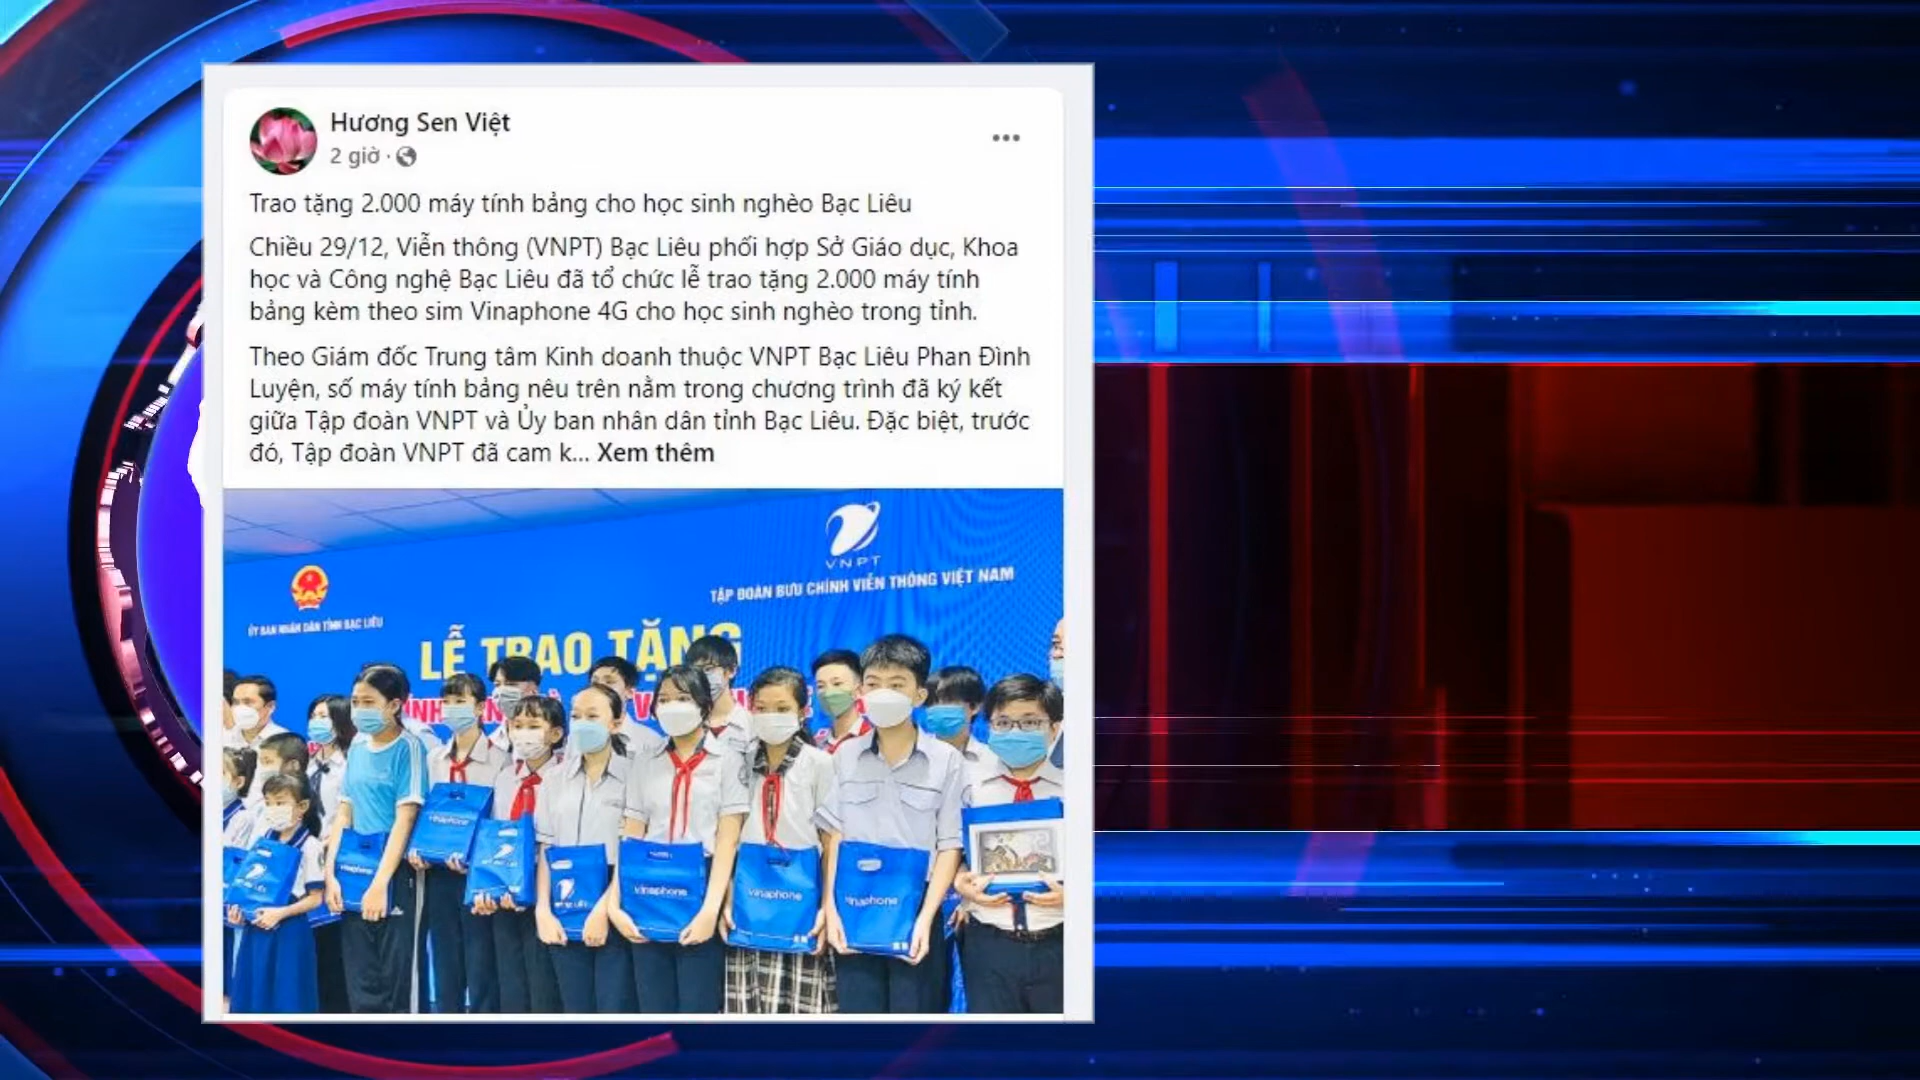 Hương Sen Việt
2 giờ ·
Trao tặng 2.000 máy tính bảng cho học sinh nghèo Bạc Liêu
Chiều 29/12, Viễn thông (VNPT) Bạc Liêu phối hợp Sở Giáo dục, Khoa
học và Công nghệ Bạc Liêu đã tổ chức lễ trao tặng 2.000 máy tính
bảng kèm theo sim Vinaphone 4G cho học sinh nghèo trong tỉnh.
Theo Giám đốc Trung tâm Kinh doanh thuộc VNPT Bạc Liêu Phan Đình
Luyện, số máy tính bảng nêu trên nằm trong chương trình đã ký kết
giữa Tập đoàn VNPT và Ủy ban nhân dân tỉnh Bạc Liêu. Đặc biệt, trước
đó, Tập đoàn VNPT đã cam k... Xem thêm
VNPT
TẬP ĐOÀN BƯU CHÍNH VIỄN THÔNG VIỆT NAM
ỦY BAN NHÂN DÂN TỈNH BẠC LIÊU
LỄ TRAO TẶNG
vinaphone
vinaphone
vinaphone
vinaphone
vinaphone